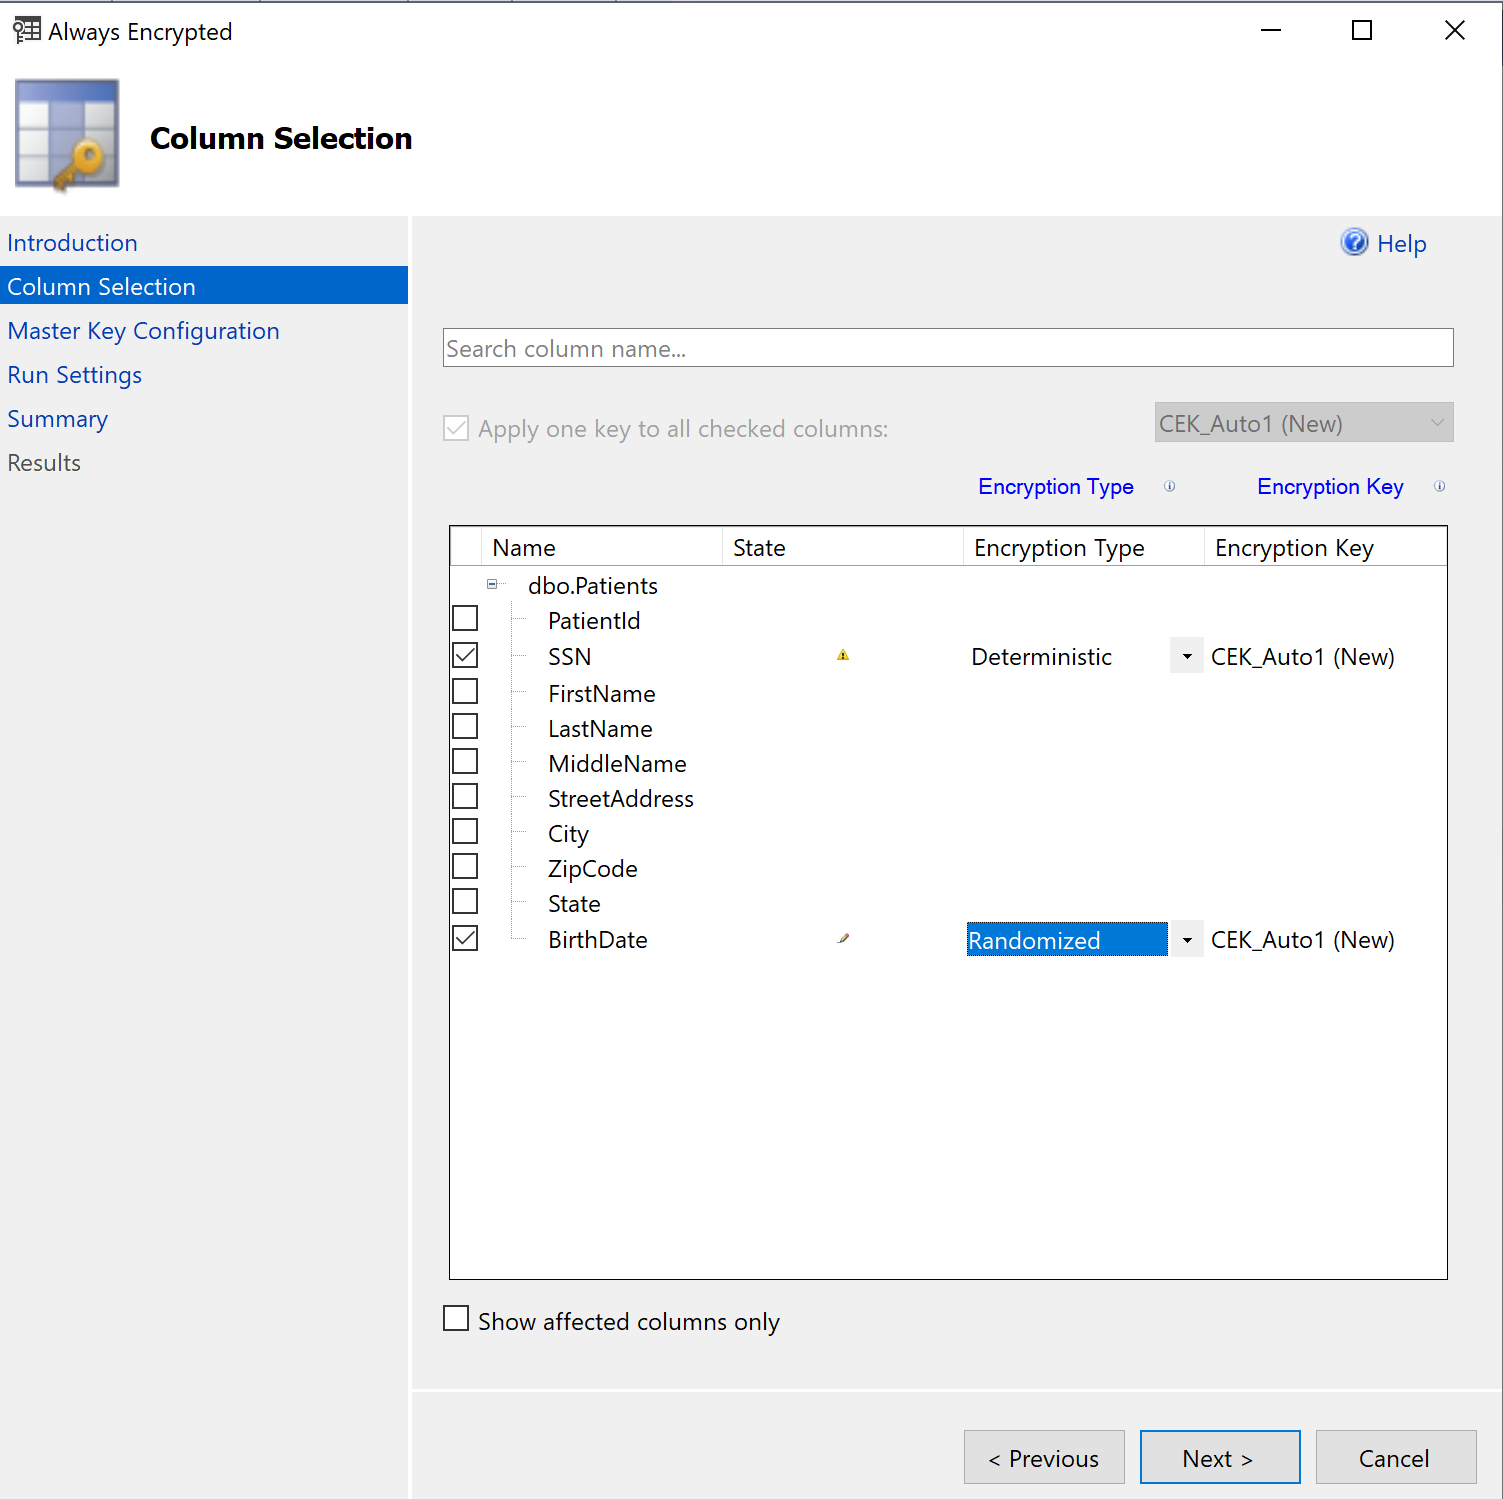 Always Encrypted
Column Selection
Introduction
Column Selection
Master Key Configuration
Run Settings
Summary
Results
Help
Search column name...
Apply one key to all checked columns:
CEK_Auto1 (New)
Encryption Type
Encryption Key
Name State Encryption Type Encryption Key
dbo.Patients
PatientId
SSN Deterministic CEK_Auto1 (New)
FirstName
LastName
MiddleName
StreetAddress
City
ZipCode
State
BirthDate Randomized CEK_Auto1 (New)
Show affected columns only
< Previous Next > Cancel